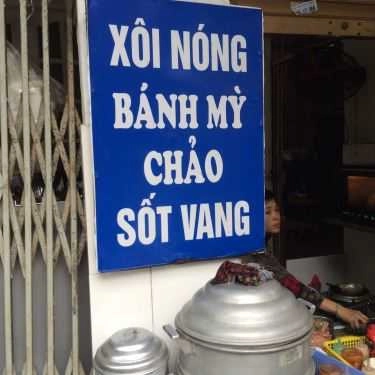 XÔI NÓNG
BÁNH MỲ
CHẢO
SỐT VANG